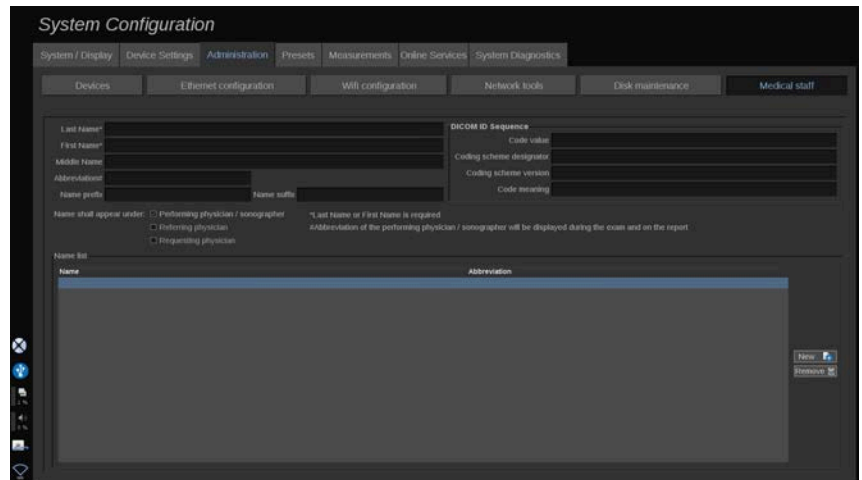 System Configuration
System / Display Device Settings Administration Presets Measurements Online Services System Diagnostics
Devices Ethernet configuration Wifi configuration Network tools Disk maintenance Medical staff
Last Name*
First Name*
Middle Name
Abbreviation#
Name prefix Name suffix
DICOM ID Sequence
Code value
Coding scheme designator
Coding scheme version
Code meaning
Name shall appear under: Performing physician / sonographer
Referring physician
Requesting physician
*Last Name or First Name is required
#Abbreviation of the performing physician / sonographer will be displayed during the exam and on the report
Name list
Name Abbreviation
New
Remove